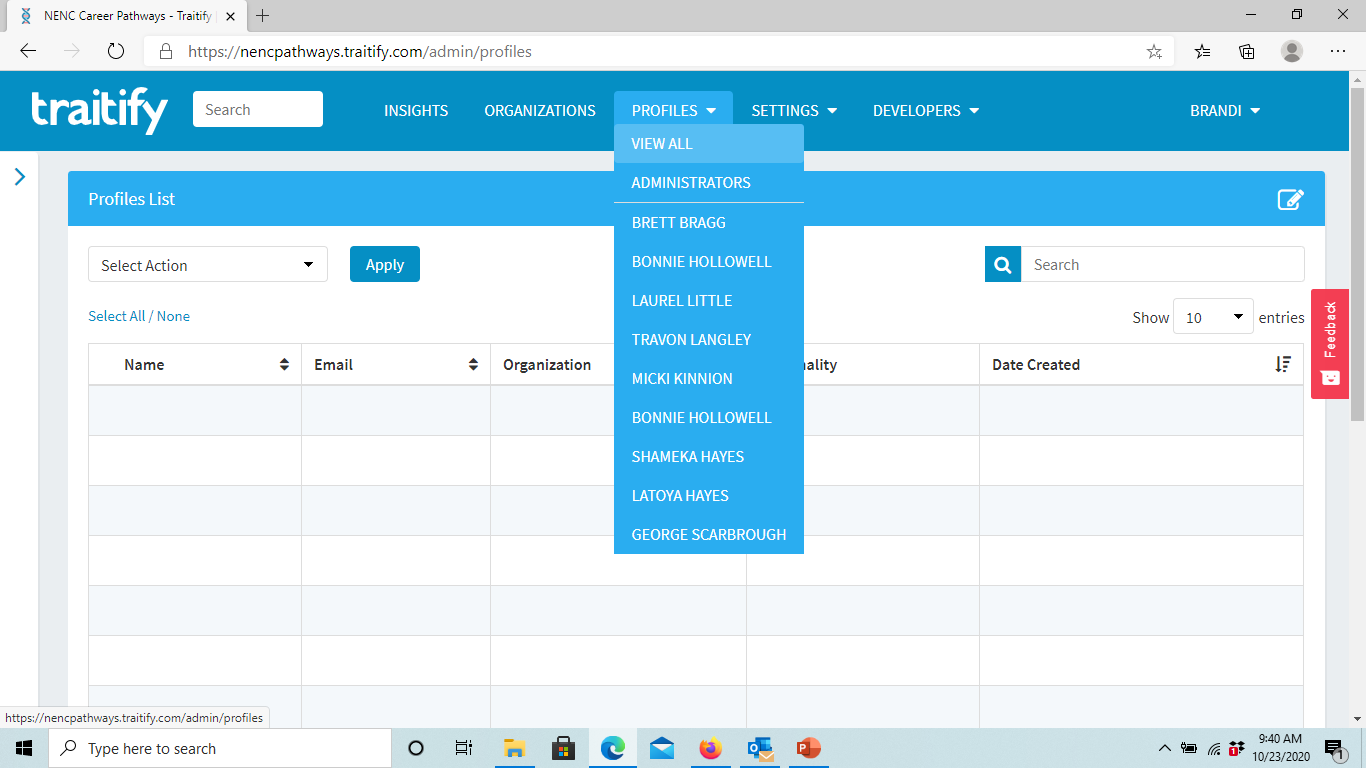 NENC Career Pathways - Traitify
https://nencpathways.traitify.com/admin/profiles
traitify
Search
INSIGHTS
ORGANIZATIONS
PROFILES
SETTINGS
DEVELOPERS
BRANDI
VIEW ALL
ADMINISTRATORS
BRETT BRAGG
BONNIE HOLLOWELL
LAUREL LITTLE
TRAVON LANGLEY
MICKI KINNION
BONNIE HOLLOWELL
SHAMEKA HAYES
LATOYA HAYES
GEORGE SCARBROUGH
Profiles List
Select Action
Apply
Search
Select All / None
Show 10 entries
Feedback
Name
Email
Organization
nality
Date Created
https://nencpathways.traitify.com/admin/profiles
Type here to search
9:40 AM
10/23/2020
1
1